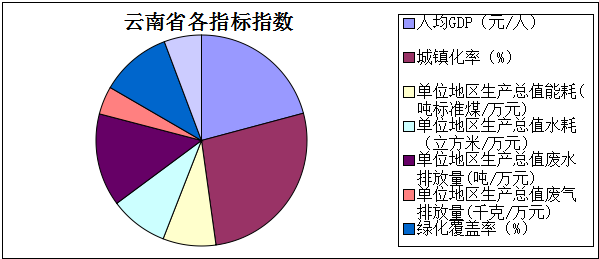 云南省各指标指数
人均GDP（元/人）
城镇化率（%）
单位地区生产总值能耗(
吨标准煤/万元)
单位地区生产总值水耗
（立方米/万元)
单位地区生产总值废水
排放量(吨/万元)
单位地区生产总值废气
排放量(千克/万元)
绿化覆盖率（%）